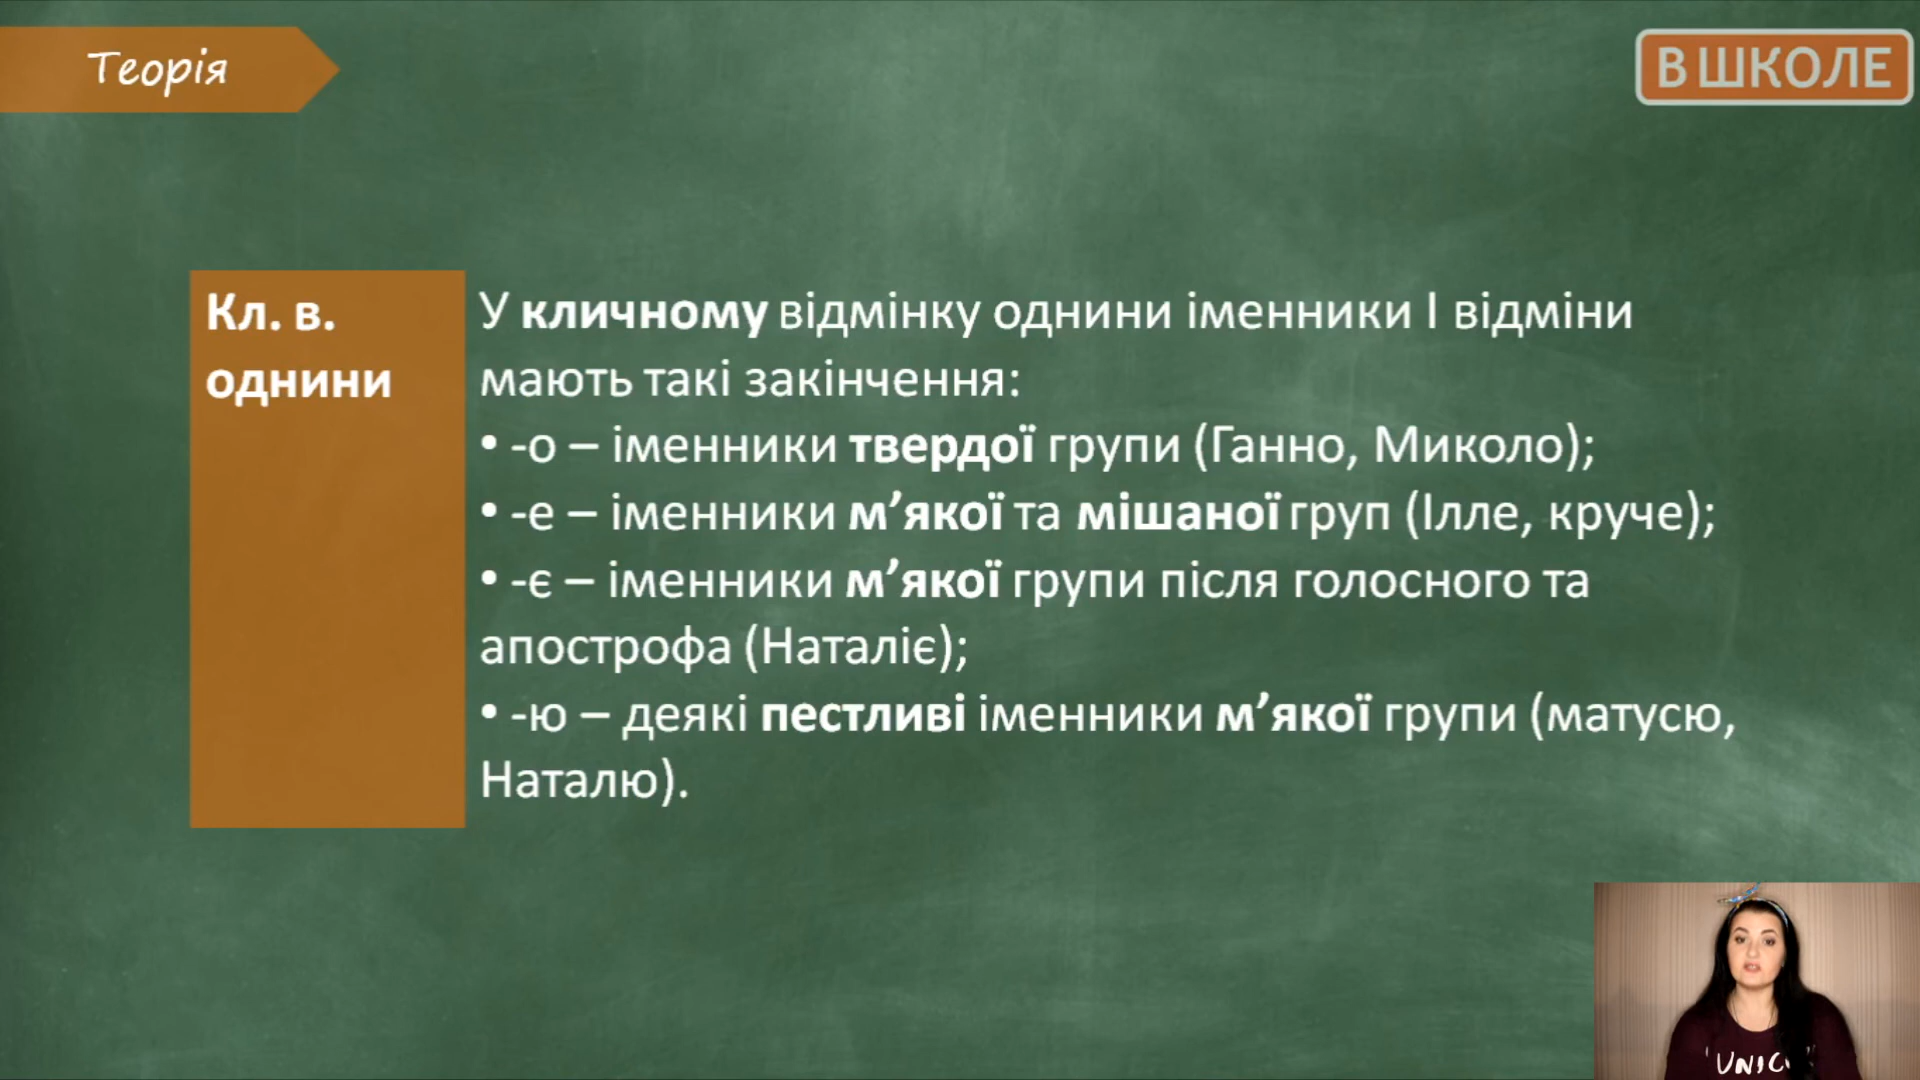 Теорія
В ШКОЛЕ
Кл. в.
однини
У кличному відмінку однини іменники І відміни
мають такі закінчення:
• -о – іменники твердої групи (Ганно, Миколо);
• -е – іменники м’якої та мішаної груп (Ілле, круче);
• -є – іменники м’якої групи після голосного та
апострофа (Наталіє);
• -ю – деякі пестливі іменники м’якої групи (матусю,
Наталю).